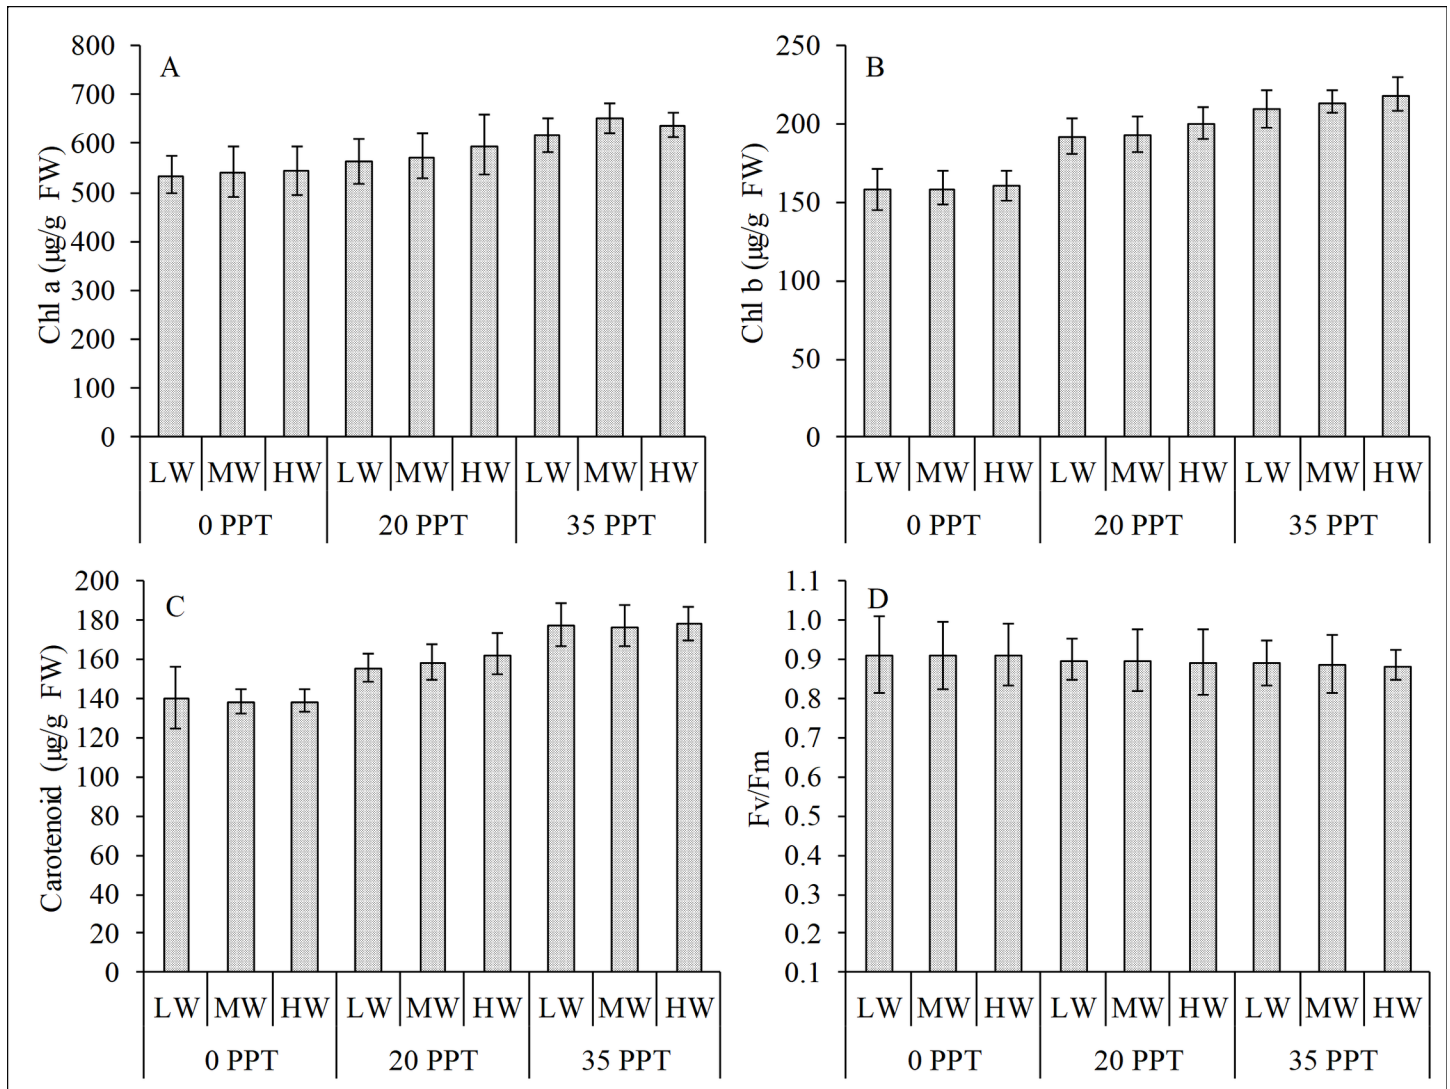 A
Chl a (µg/g FW)
800
700
600
500
400
300
200
100
0
LW MW HW LW MW HW LW MW HW
0 PPT 20 PPT 35 PPT
B
Chl b (µg/g FW)
250
200
150
100
50
0
LW MW HW LW MW HW LW MW HW
0 PPT 20 PPT 35 PPT
C
Carotenoid (µg/g FW)
200
180
160
140
120
100
80
60
40
20
0
LW MW HW LW MW HW LW MW HW
0 PPT 20 PPT 35 PPT
D
Fv/Fm
1.1
1.0
0.9
0.8
0.7
0.6
0.5
0.4
0.3
0.2
0.1
LW MW HW LW MW HW LW MW HW
0 PPT 20 PPT 35 PPT